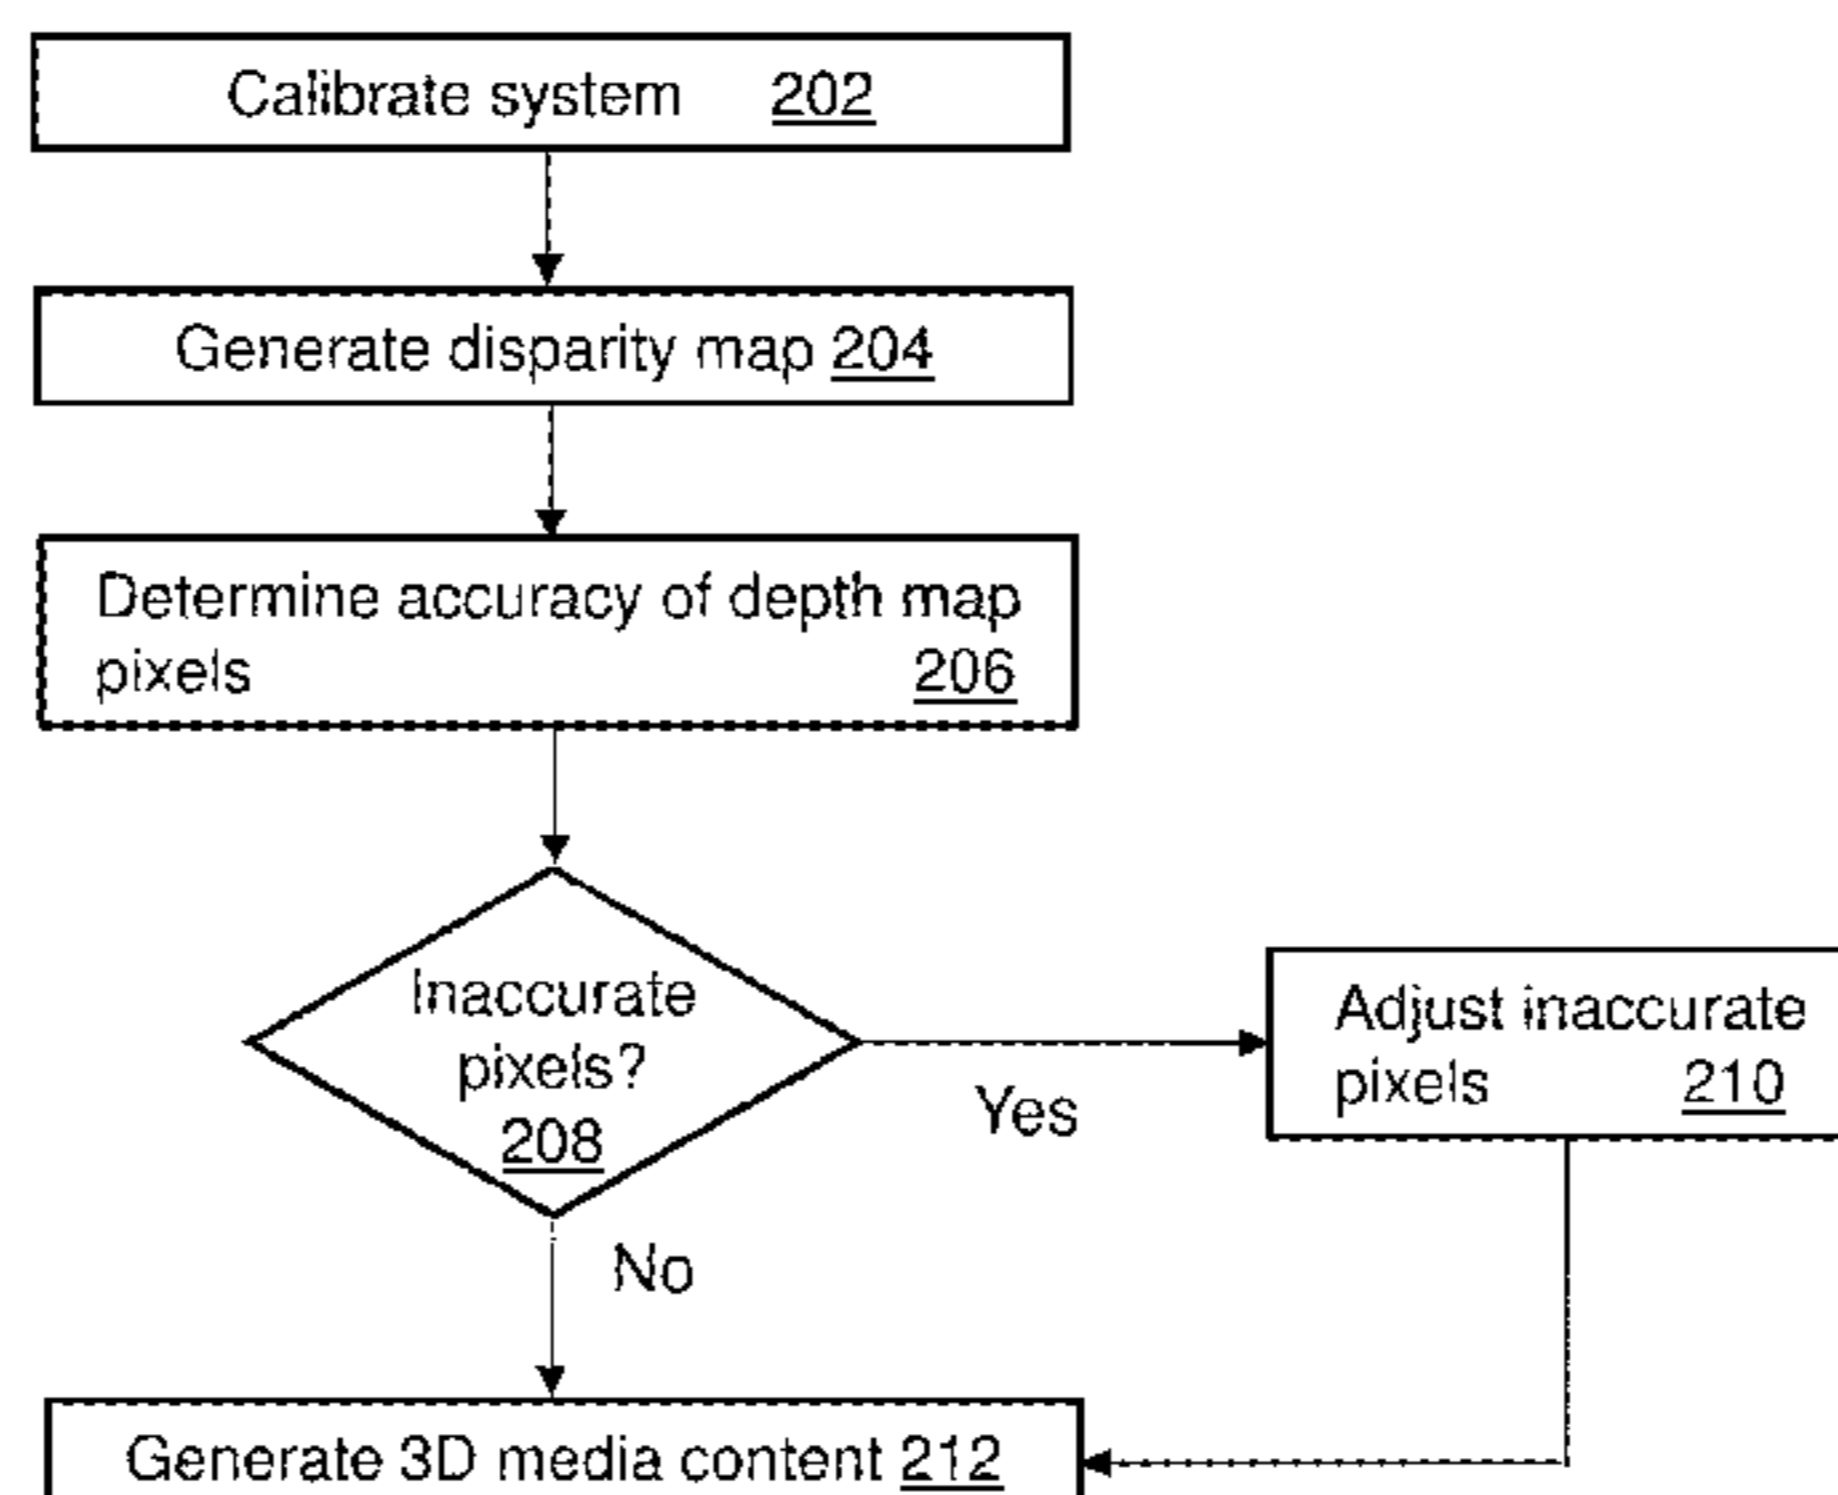 Calibrate system 202
Generate disparity map 204
Determine accuracy of depth map
pixels 206
Inaccurate
pixels?
208
Yes
Adjust inaccurate
pixels 210
No
Generate 3D media content 212